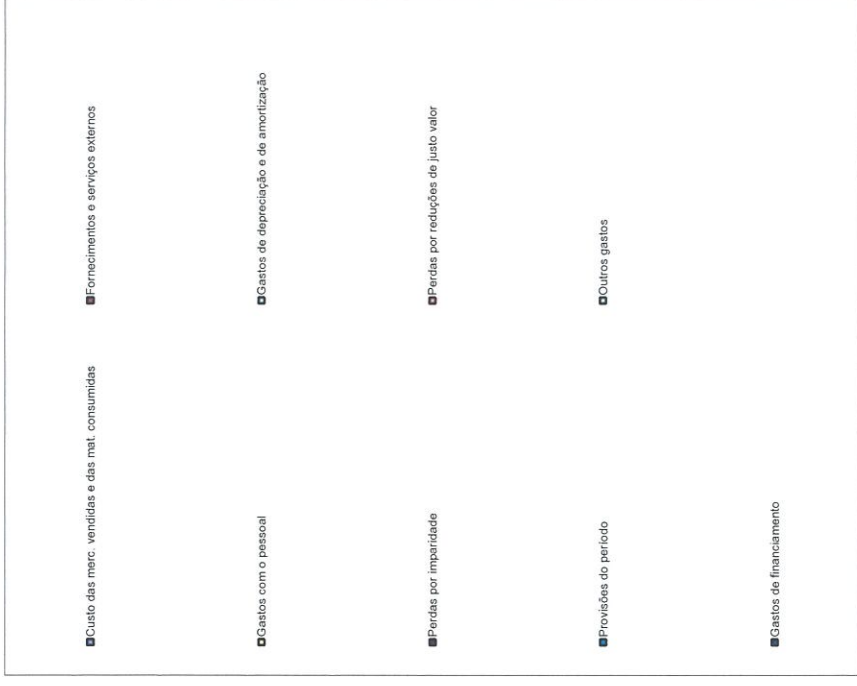 Custo das merc. vendidas e das mat. consumidas
Fornecimentos e serviços externos
Gastos com o pessoal
Gastos de depreciação e de amortização
Perdas por imparidade
Perdas por reduções de justo valor
Provisões do período
Outros gastos
Gastos de financiamento